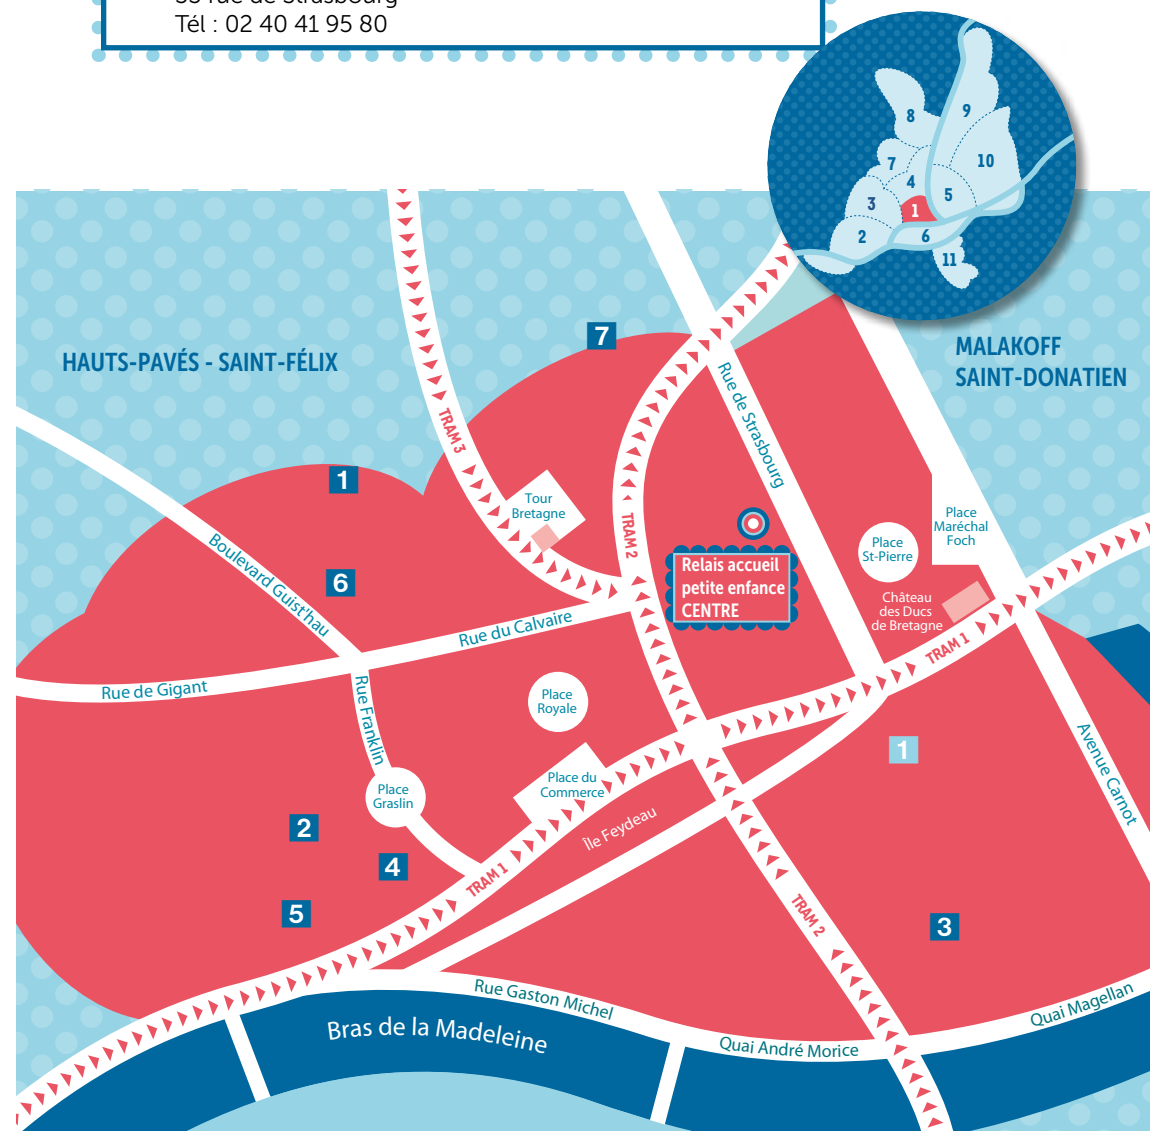 Tél : 02 40 41 95 80
9
8
10
7
4
5
3
1
2
6
11
7
HAUTS-PAVÉS - SAINT-FÉLIX
MALAKOFF
SAINT-DONATIEN
Rue de Strasbourg
TRAM 3
1
Tour
Bretagne
TRAM 2
Place
Maréchal
Foch
Place
St-Pierre
Boulevard Guist'hau
6
Relais accueil
petite enfance
CENTRE
Château
des Ducs
de Bretagne
TRAM 1
Rue du Calvaire
Rue de Gigant
Rue Franklin
Place
Royale
1
Avenue Carnot
Place du
Commerce
Place
Graslin
Île Feydeau
2
4
TRAM 1
5
TRAM 2
3
Rue Gaston Michel
Quai Magellan
Bras de la Madeleine
Quai André Morice